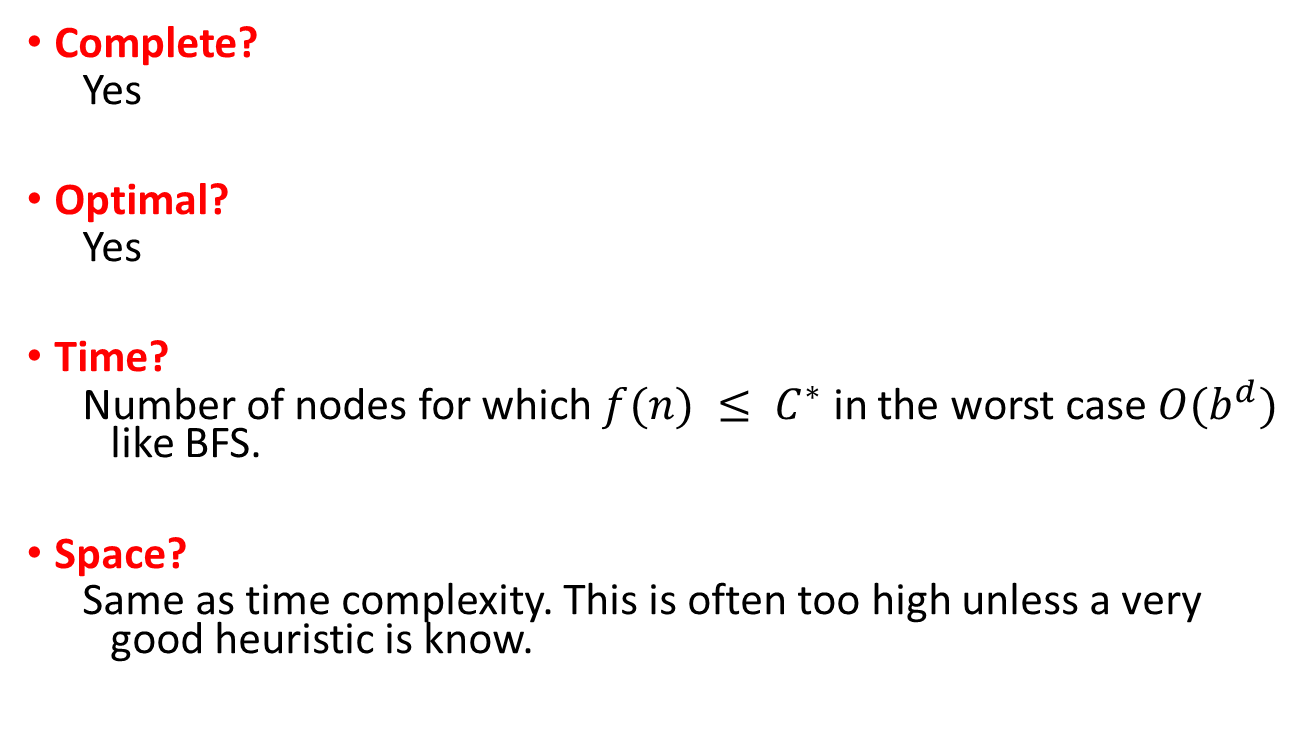 • Complete?
Yes
• Optimal?
Yes
• Time?
Number of nodes for which f(n) ≤ C* in the worst case O(b^d)
like BFS.
• Space?
Same as time complexity. This is often too high unless a very
good heuristic is know.